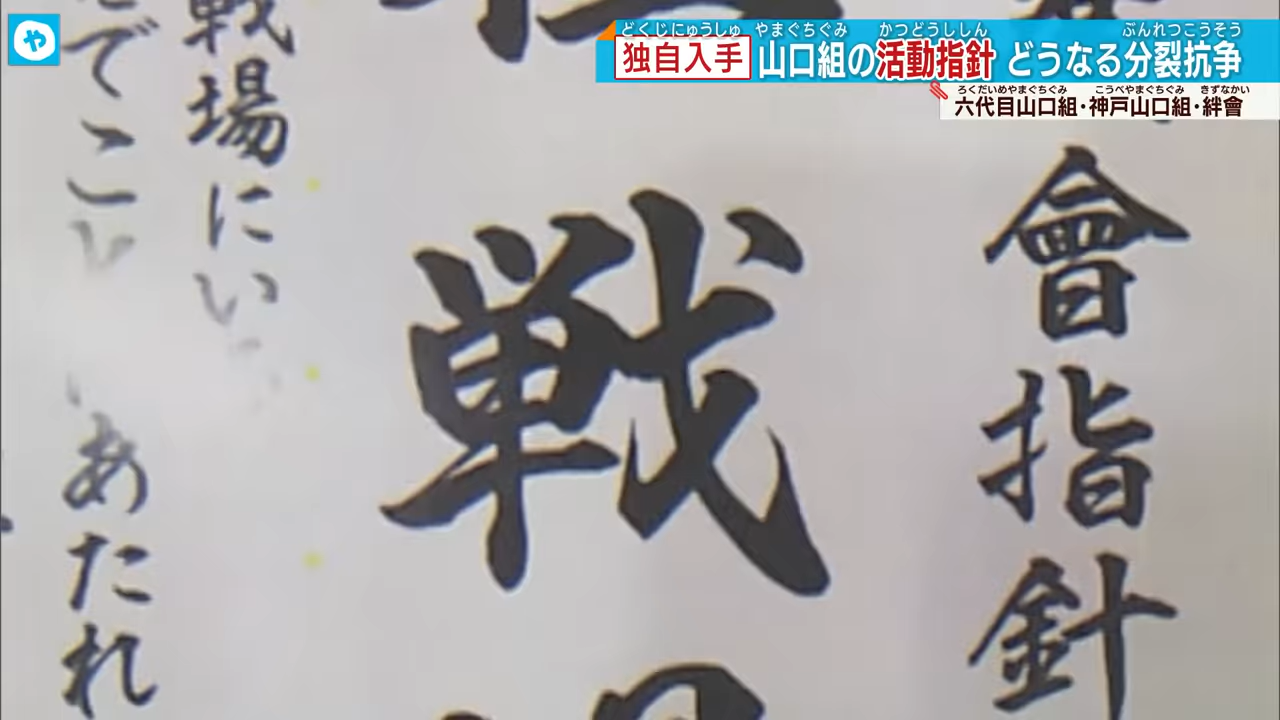 や
どくじにゅうしゅ やまぐちぐみ かつどうししん ぶんれつこうそう
独自入手 山口組の活動指針 どうなる分裂抗争
ろくだいめやまぐちぐみ こうべやまぐちぐみ きずなかい
六代目山口組・神戸山口組・絆會
會指針
戦
戦場にい
でこ
あたれ